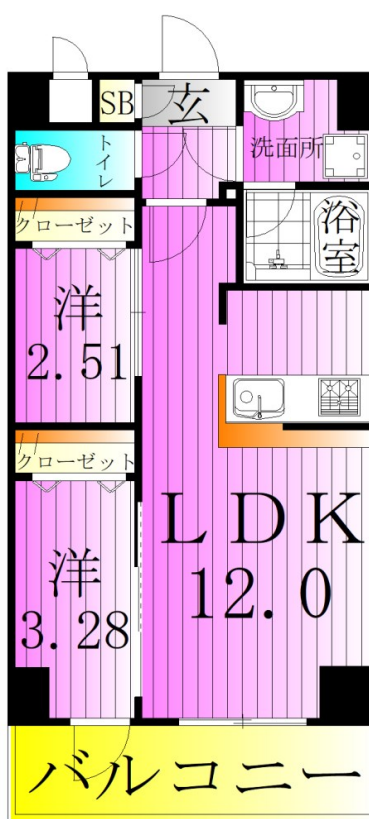 SB
玄
トイレ
洗面所
浴室
クローゼット
洋
2.51
クローゼット
洋
3.28
LDK
12.0
バルコニー